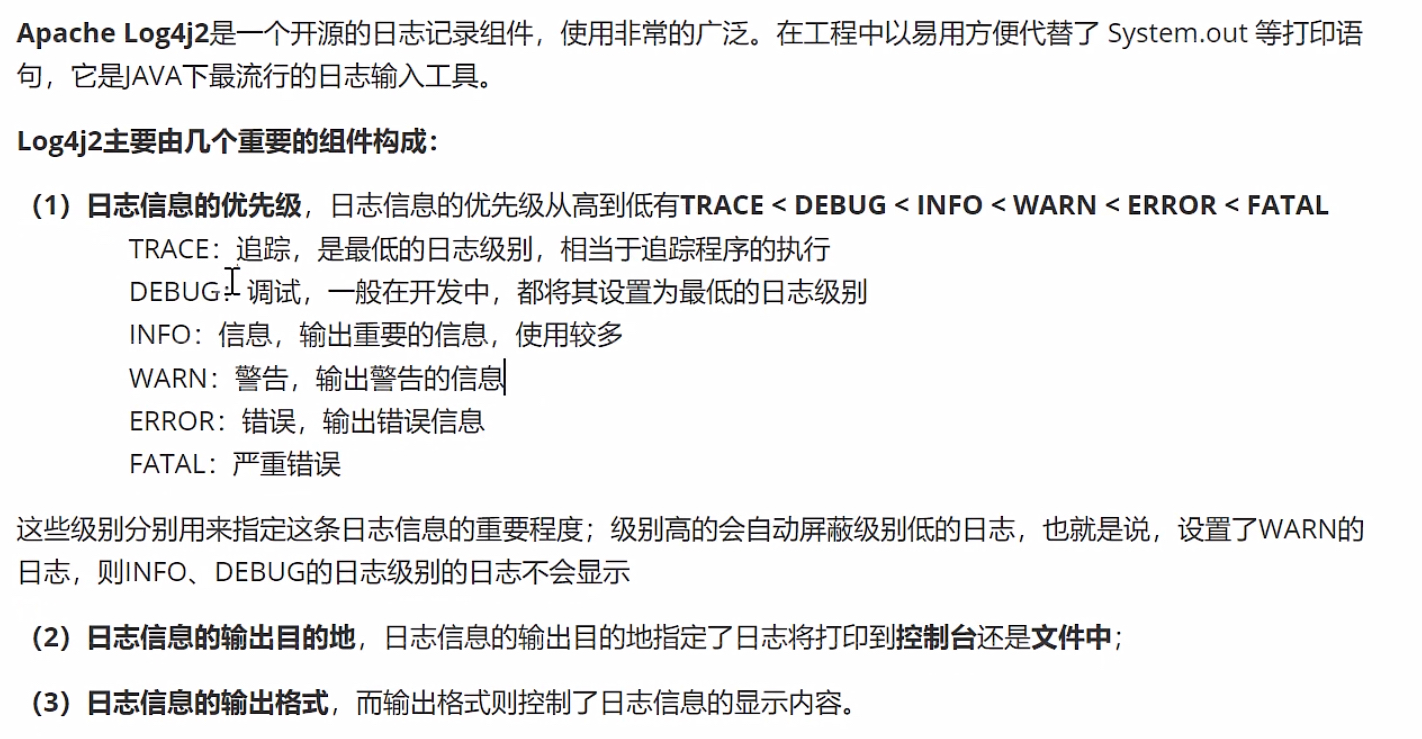 Apache Log4j2是一个开源的日志记录组件，使用非常的广泛。在工程中以易用方便代替了 System.out 等打印语
句，它是JAVA下最流行的日志输入工具。
Log4j2主要由几个重要的组件构成：
（1）日志信息的优先级，日志信息的优先级从高到低有TRACE < DEBUG < INFO < WARN < ERROR < FATAL
TRACE：追踪，是最低的日志级别，相当于追踪程序的执行
DEBUG：调试，一般在开发中，都将其设置为最低的日志级别
INFO：信息，输出重要的信息，使用较多
WARN：警告，输出警告的信息
ERROR：错误，输出错误信息
FATAL：严重错误
这些级别分别用来指定这条日志信息的重要程度；级别高的会自动屏蔽级别低的日志，也就是说，设置了WARN的
日志，则INFO、DEBUG的日志级别的日志不会显示
（2）日志信息的输出目的地，日志信息的输出目的地指定了日志将打印到控制台还是文件中；
（3）日志信息的输出格式，而输出格式则控制了日志信息的显示内容。